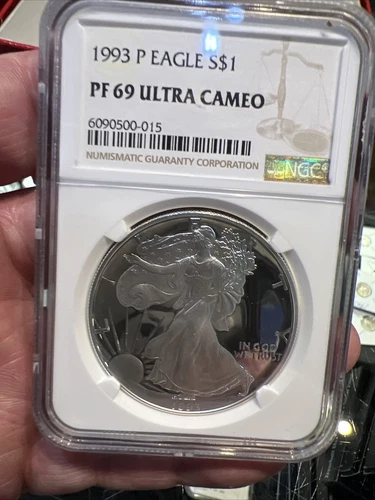 1993 P EAGLE S$1
PF 69 ULTRA CAMEO
6090500-015
NUMISMATIC GUARANTY CORPORATION
NGC
IN GOD
WE TRUST